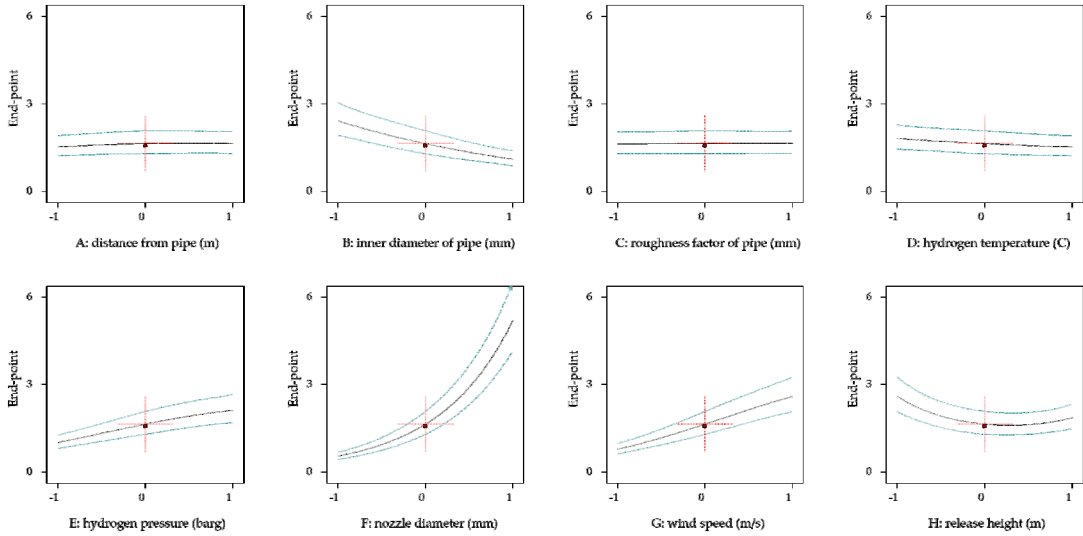 6 6 6 6
End-point End-point End-point End-point
3 3 3 3
0 0 0 0
-1 0 1 -1 0 1 -1 0 1 -1 0 1
A: distance from pipe (m) B: inner diameter of pipe (mm) C: roughness factor of pipe (mm) D: hydrogen temperature (C)
6 6 6 6
End-point End-point End-point End-point
3 3 3 3
0 0 0 0
-1 0 1 -1 0 1 -1 0 1 -1 0 1
E: hydrogen pressure (barg) F: nozzle diameter (mm) G: wind speed (m/s) H: release height (m)